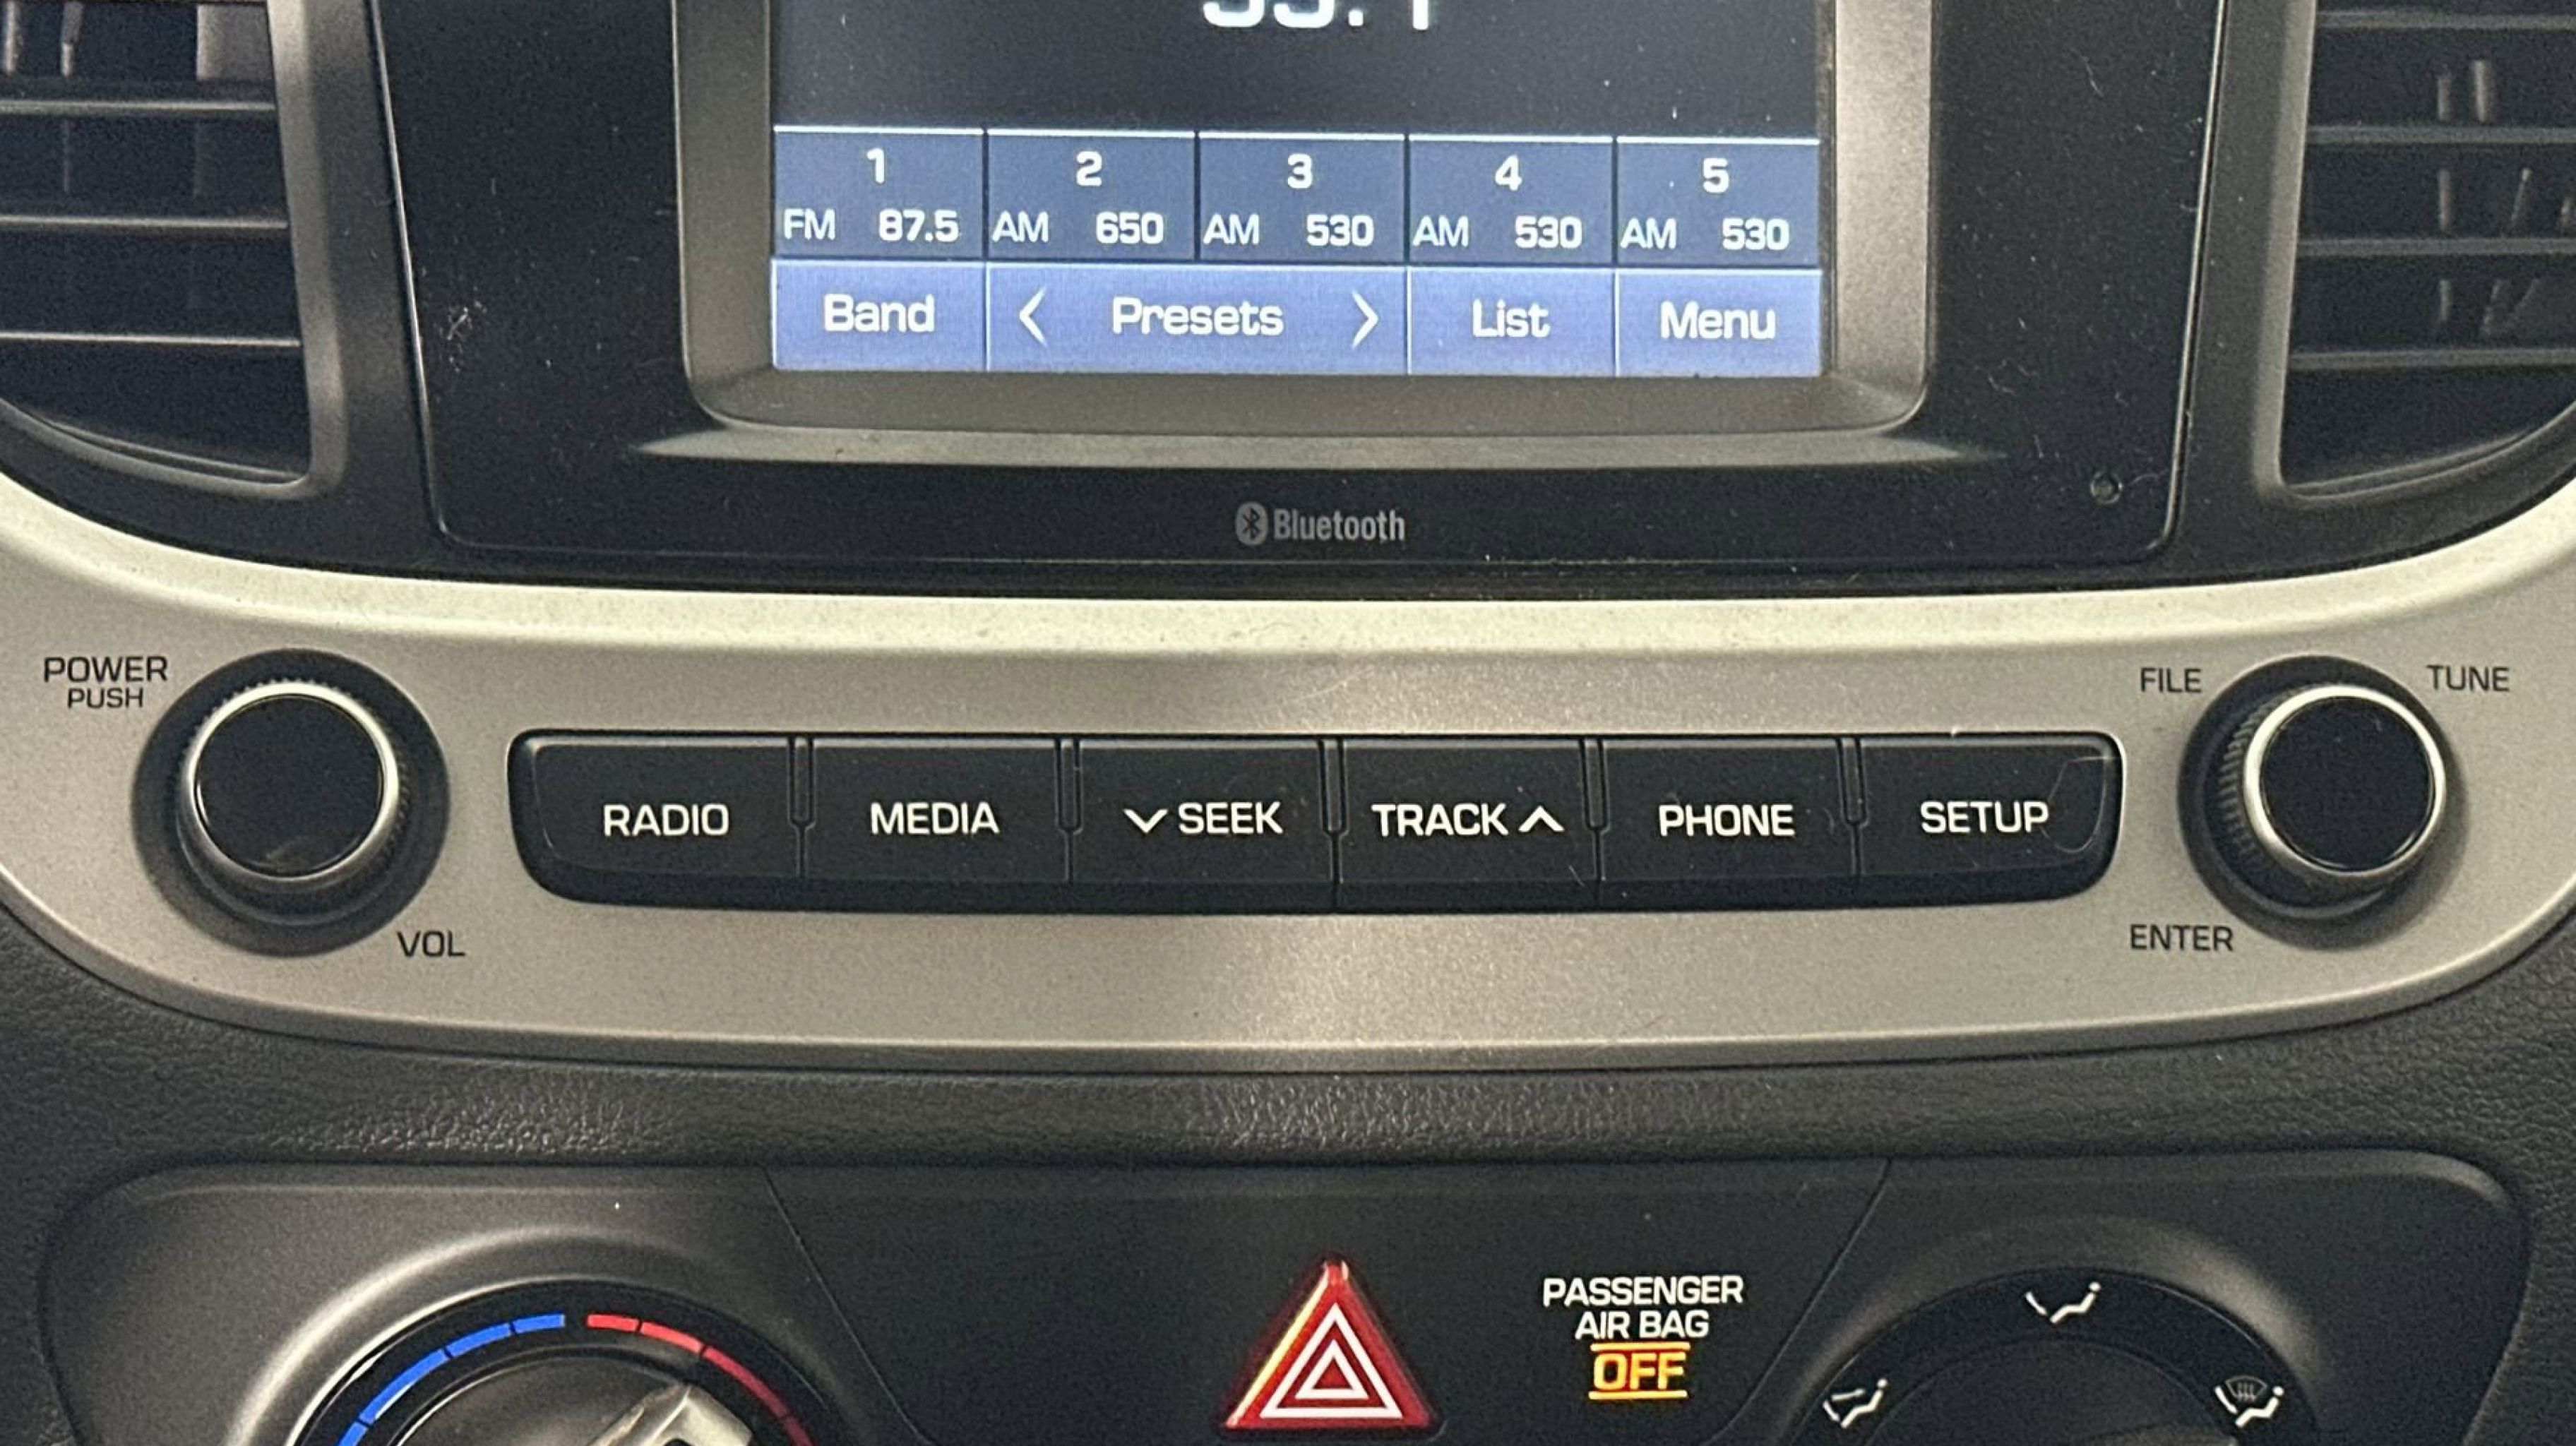 1 2 3 4 5
FM 87.5 AM 650 AM 530 AM 530 AM 530
Band < Presets > List Menu
Bluetooth
POWER
PUSH
VOL
RADIO MEDIA SEEK TRACK PHONE SETUP
FILE TUNE
ENTER
PASSENGER
AIR BAG
OFF